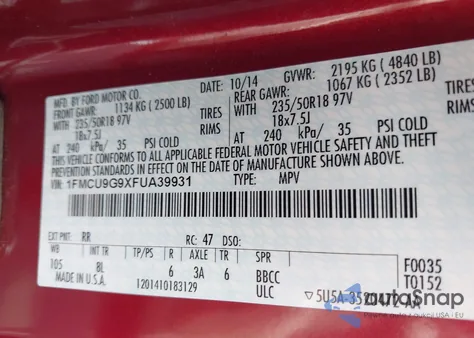 MFD. BY FORD MOTOR CO.
DATE: 10/14 GVWR: 2195 KG ( 4840 LB)
FRONT GAWR: 1134 KG ( 2500 LB)
REAR GAWR: 1067 KG ( 2352 LB)
WITH 235/50R18 97V TIRES
WITH 235/50R18 97V TIRES
18x7.5J RIMS
18x7.5J RIMS
AT 240 kPa/ 35 PSI COLD
AT 240 kPa/ 35 PSI COLD
THIS VEHICLE CONFORMS TO ALL APPLICABLE FEDERAL MOTOR VEHICLE SAFETY AND THEFT
PREVENTION STANDARDS IN EFFECT ON THE DATE OF MANUFACTURE SHOWN ABOVE.
VIN: 1FMCU9G9XFUA39931 TYPE: MPV
EXT PNT: RR RC: 47 DSO:
WB TP/PS R AXLE TR SPR
105 BL 6 3A 6 BBCC F0035
MADE IN U.S.A. 1201410183129 ULC T0152
autoSnap